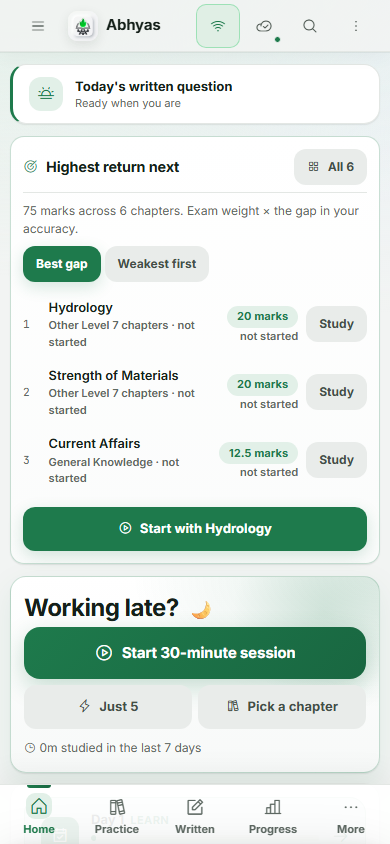 Abhyas
Today's written question
Ready when you are
Highest return next
All 6
75 marks across 6 chapters. Exam weight × the gap in your
accuracy.
Best gap
Weakest first
1
Hydrology
Other Level 7 chapters · not
started
20 marks
not started
Study
2
Strength of Materials
Other Level 7 chapters · not
started
20 marks
not started
Study
3
Current Affairs
General Knowledge · not
started
12.5 marks
not started
Study
Start with Hydrology
Working late? 🌙
Start 30-minute session
Just 5
Pick a chapter
0m studied in the last 7 days
Day 1 LEARN
Home
Practice
Written
Progress
More